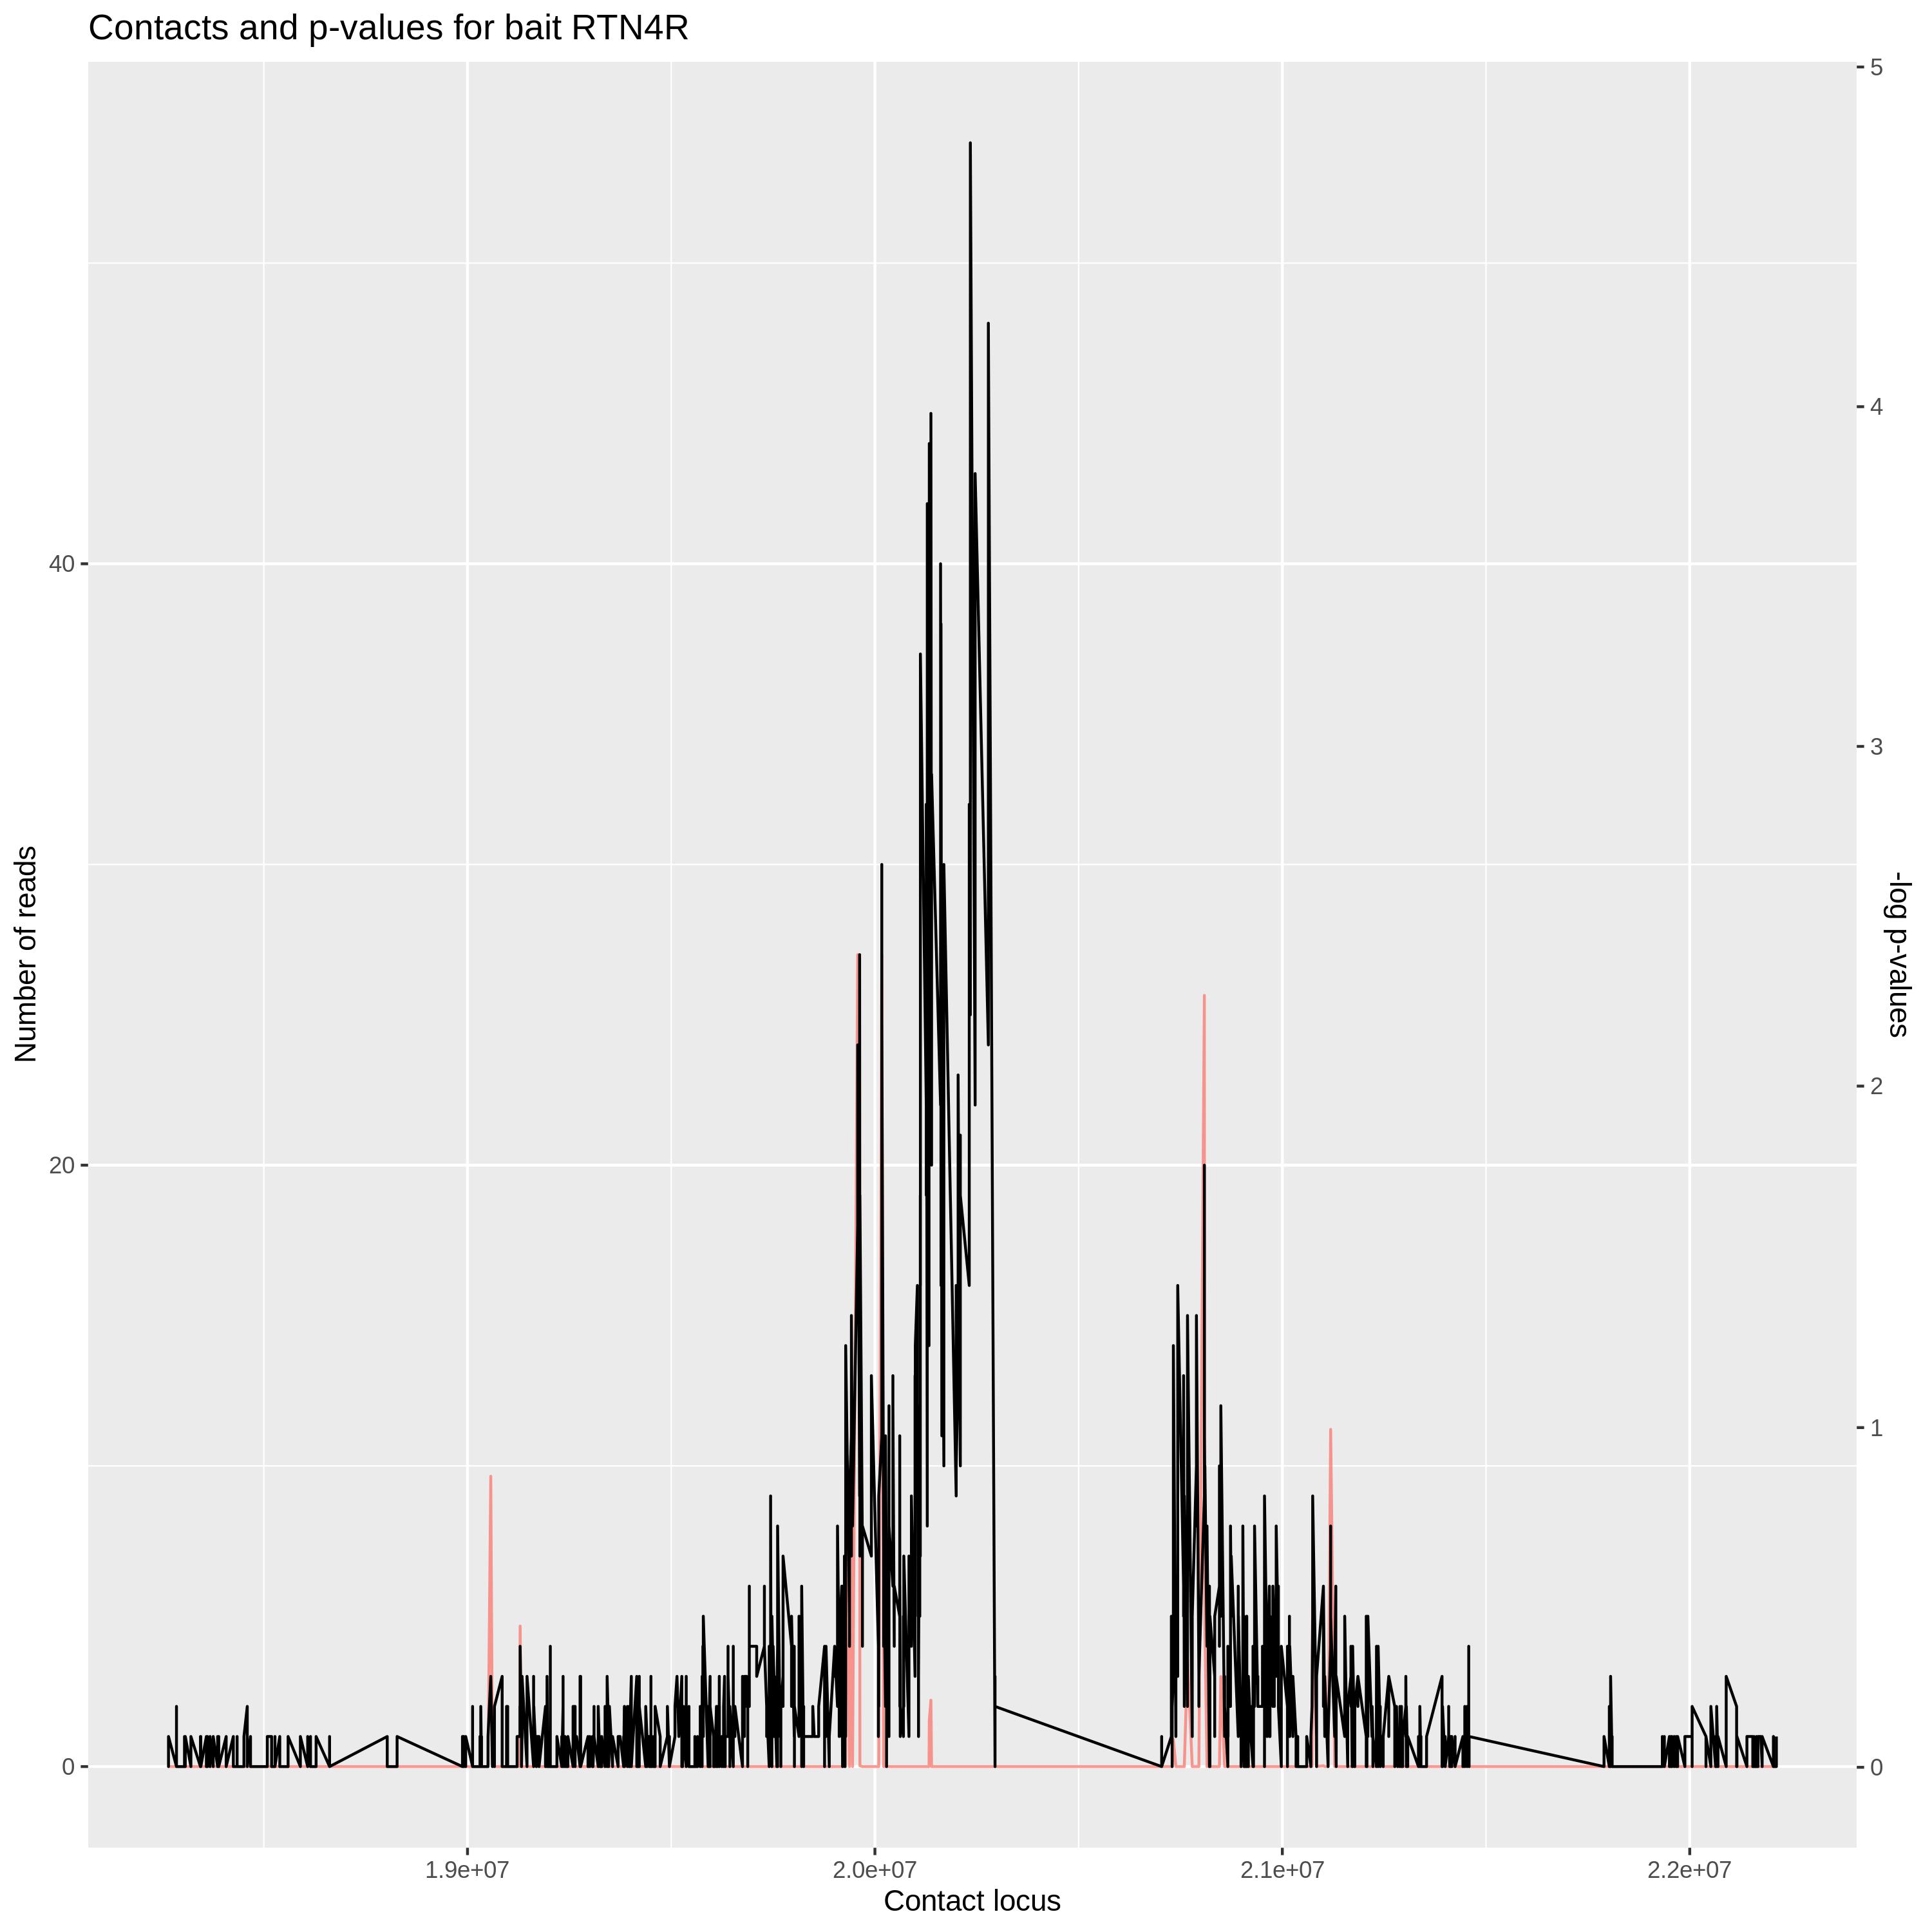 Contacts and p-values for bait RTN4R
5
4
40
3
Number of reads
-log p-values
2
20
1
0
0
1.9e+07
2.0e+07
2.1e+07
2.2e+07
Contact locus